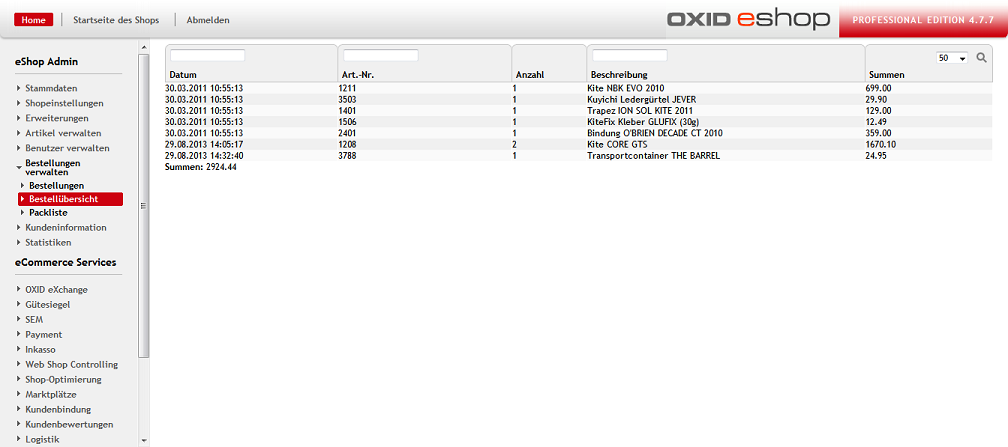 Home Startseite des Shops Abmelden OXID eshop PROFESSIONAL EDITION 4.7.7
eShop Admin
Stammdaten
Shopeinstellungen
Erweiterungen
Artikel verwalten
Benutzer verwalten
Bestellungen
verwalten
Bestellungen
Bestellübersicht
Packliste
Kundeninformation
Statistiken
eCommerce Services
OXID eXchange
Gütesiegel
SEM
Payment
Inkasso
Web Shop Controlling
Shop-Optimierung
Marktplätze
Kundenbindung
Kundenbewertungen
Logistik
50
Datum Art.-Nr. Anzahl Beschreibung Summen
30.03.2011 10:55:13 1211 1 Kite NBK EVO 2010 699.00
30.03.2011 10:55:13 3503 1 Kuyichi Ledergürtel JEVER 29.90
30.03.2011 10:55:13 1401 1 Trapez ION SOL KITE 2011 129.00
30.03.2011 10:55:13 1506 1 KiteFix Kleber GLUFIX (30g) 12.49
30.03.2011 10:55:13 2401 1 Bindung O'BRIEN DECADE CT 2010 359.00
29.08.2013 14:05:17 1208 2 Kite CORE GTS 1670.10
29.08.2013 14:32:40 3788 1 Transportcontainer THE BARREL 24.95
Summen: 2924.44